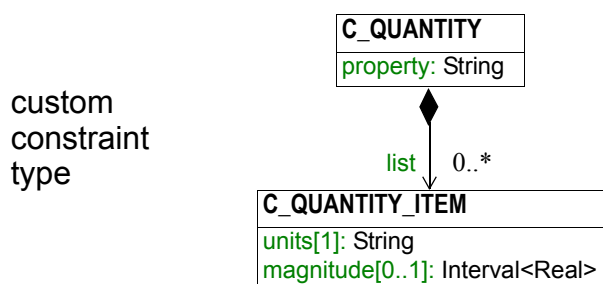 C_QUANTITY
property: String
custom
constraint
type
list 0..*
C_QUANTITY_ITEM
units[1]: String
magnitude[0..1]: Interval<Real>